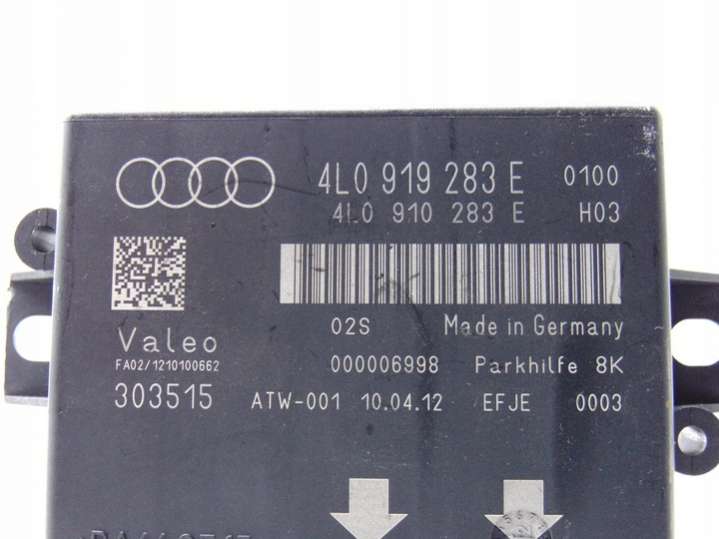 4L0 919 283 E 0100
4L0 910 283 E H03
02S Made in Germany
Valeo
FA02/1210100662
000006998 Parkhilfe 8K
303515 ATW-001 10.04.12 EFJE 0003